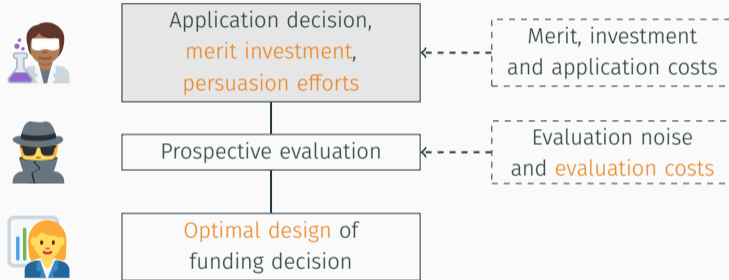 Application decision,
merit investment,
persuasion efforts
Merit, investment
and application costs
Prospective evaluation
Evaluation noise
and evaluation costs
Optimal design of
funding decision